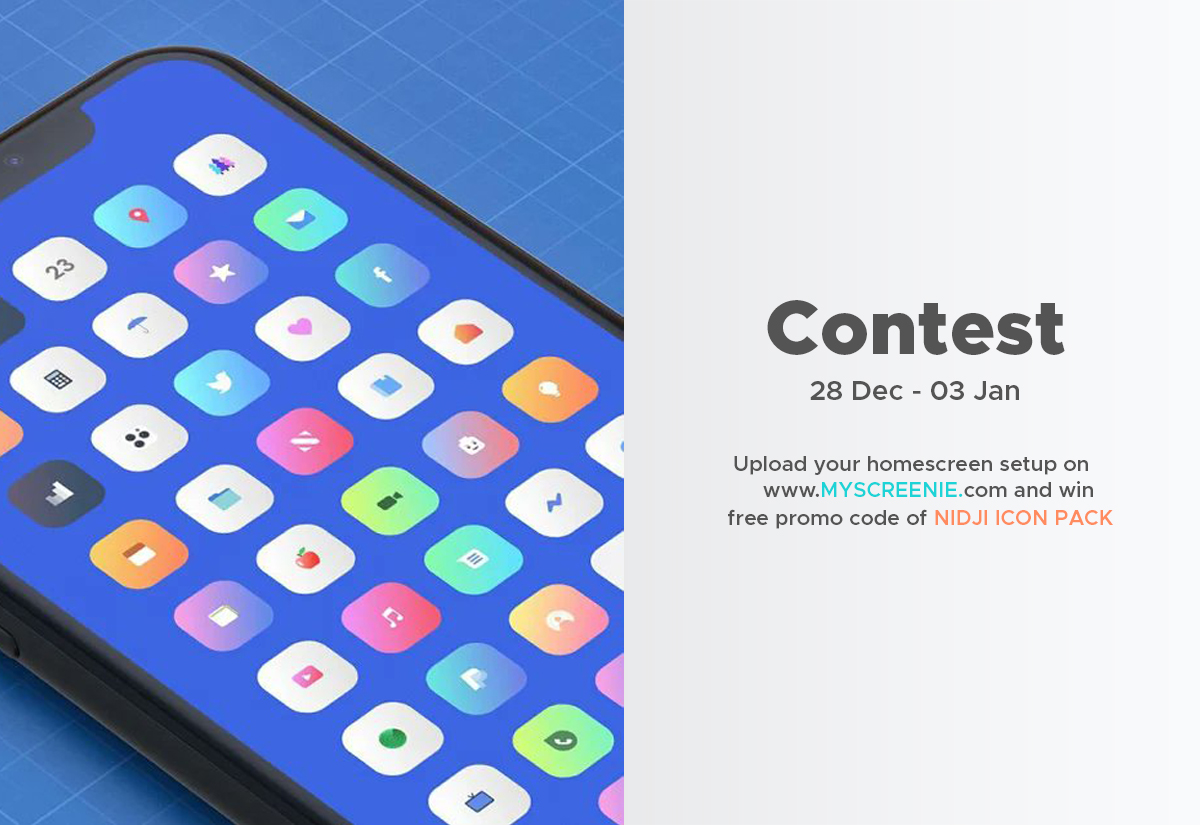 23
Contest
28 Dec - 03 Jan
Upload your homescreen setup on
www.MYSCREENIE.com and win
free promo code of NIDJI ICON PACK